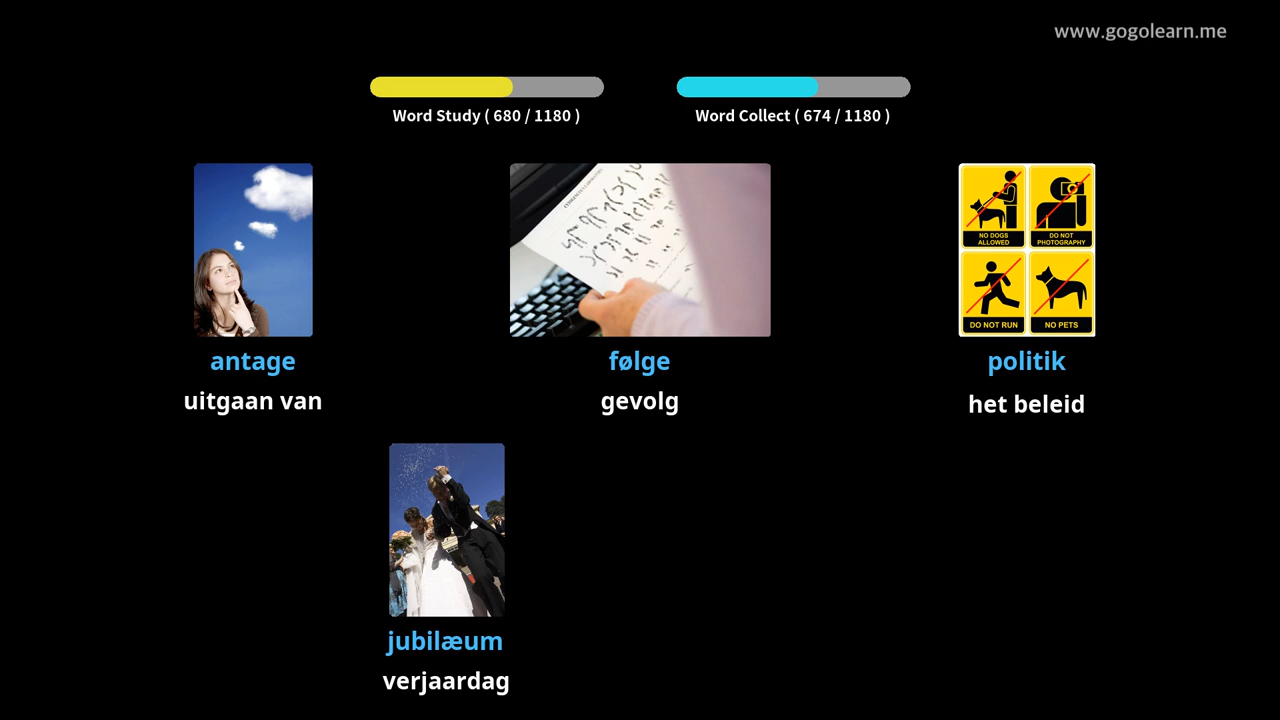 www.gogolearn.me
Word Study ( 680 / 1180 )
Word Collect ( 674 / 1180 )
NO DOGS
ALLOWED
DO NOT
PHOTOGRAPHY
DO NOT RUN
NO PETS
antage
følge
politik
uitgaan van
gevolg
het beleid
jubilæum
verjaardag